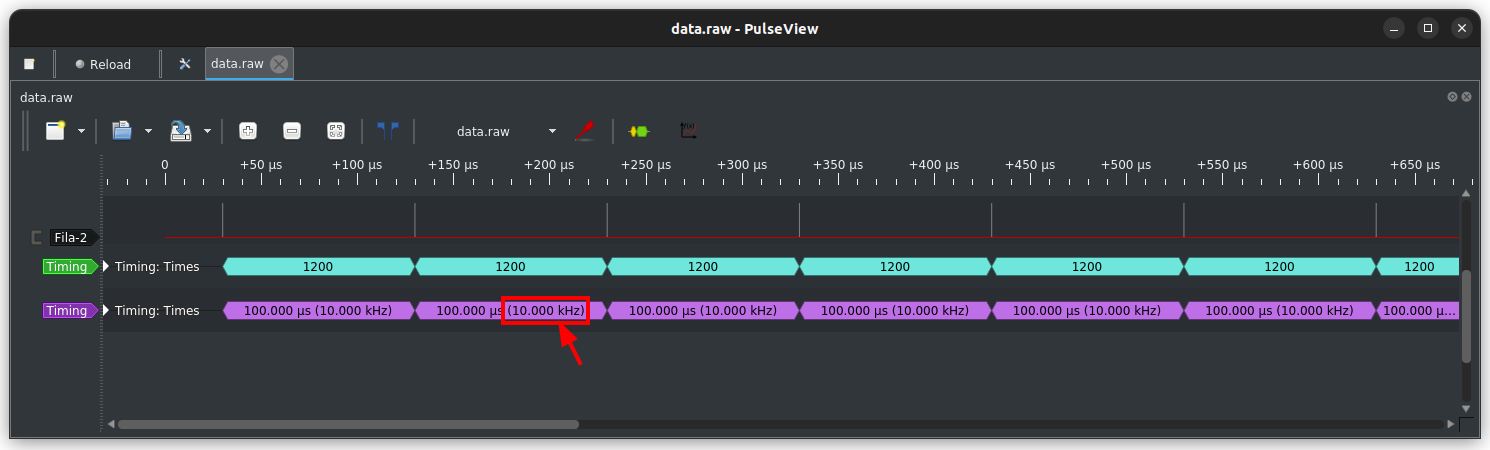 data.raw - PulseView
Reload data.raw
data.raw
data.raw
0 +50 µs +100 µs +150 µs +200 µs +250 µs +300 µs +350 µs +400 µs +450 µs +500 µs +550 µs +600 µs +650 µs
Fila-2
Timing Timing: Times 1200 1200 1200 1200 1200 1200 1200
Timing Timing: Times 100.000 µs (10.000 kHz) 100.000 µs (10.000 kHz) 100.000 µs (10.000 kHz) 100.000 µs (10.000 kHz) 100.000 µs (10.000 kHz) 100.000 µs (10.000 kHz) 100.000 µ...